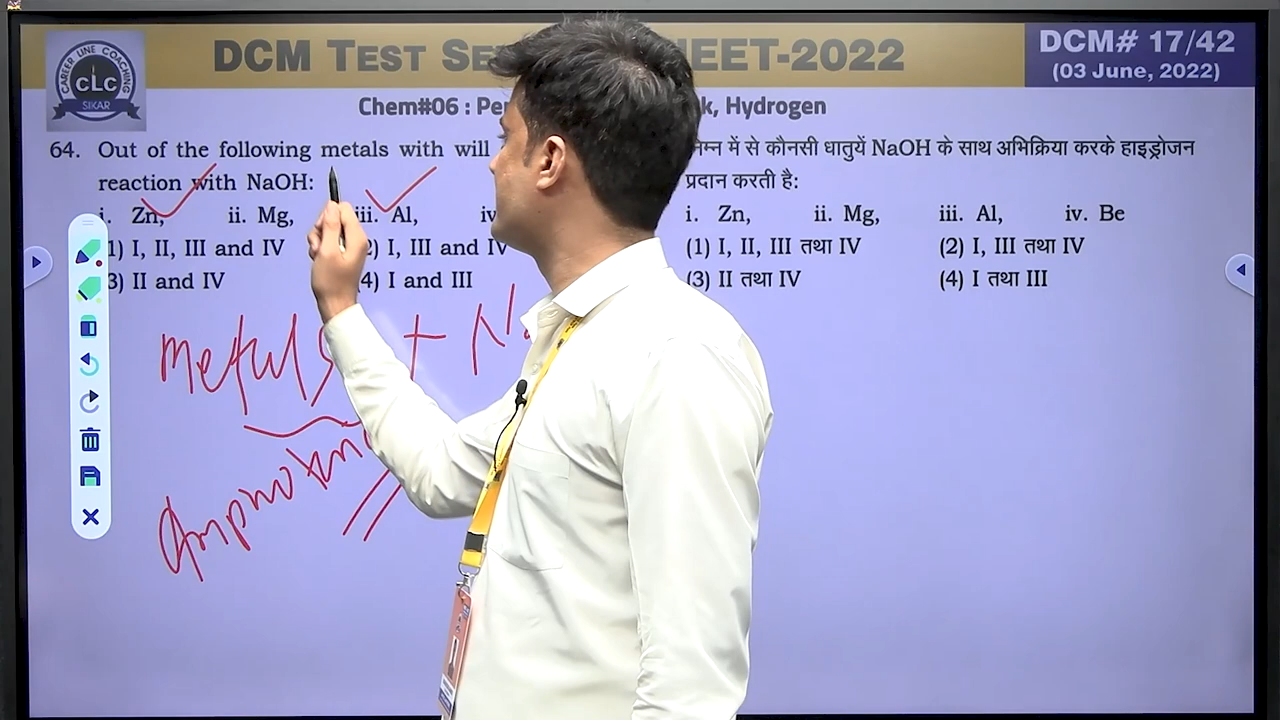 CAREER LINE COACHING
CLC
SIKAR
DCM TEST SE NEET-2022
DCM# 17/42
(03 June, 2022)
Chem#06 : Pe k, Hydrogen
64. Out of the following metals with will
reaction with NaOH:
i. Zn, ii. Mg, iii. Al, iv
1) I, II, III and IV 2) I, III and IV
3) II and IV (4) I and III
निम्न में से कौनसी धातुयें NaOH के साथ अभिक्रिया करके हाइड्रोजन
प्रदान करती है:
i. Zn, ii. Mg, iii. Al, iv. Be
(1) I, II, III तथा IV (2) I, III तथा IV
(3) II तथा IV (4) I तथा III
Metals + Na